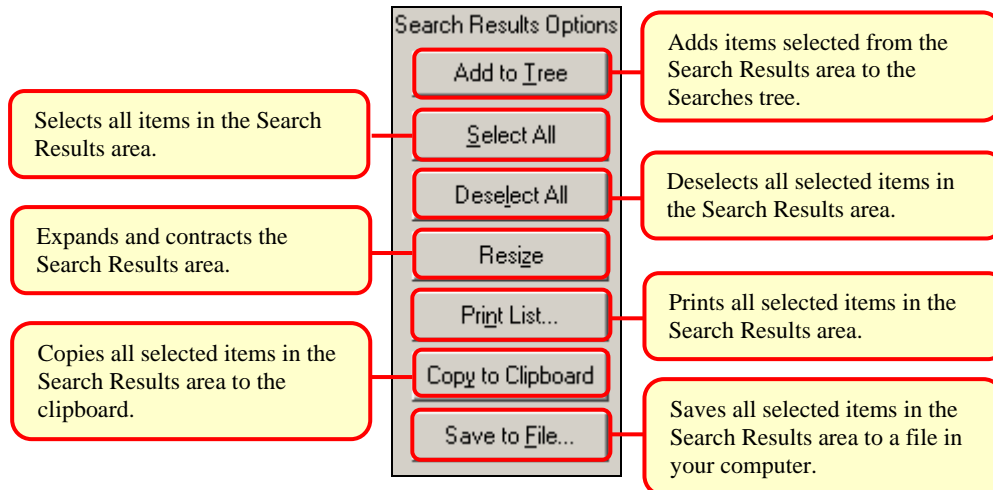 Search Results Options
Add to Tree
Select All
Deselect All
Resize
Print List...
Copy to Clipboard
Save to File...
Adds items selected from the
Search Results area to the
Searches tree.
Selects all items in the Search
Results area.
Deselects all selected items in
the Search Results area.
Expands and contracts the
Search Results area.
Prints all selected items in the
Search Results area.
Copies all selected items in the
Search Results area to the
clipboard.
Saves all selected items in the
Search Results area to a file in
your computer.